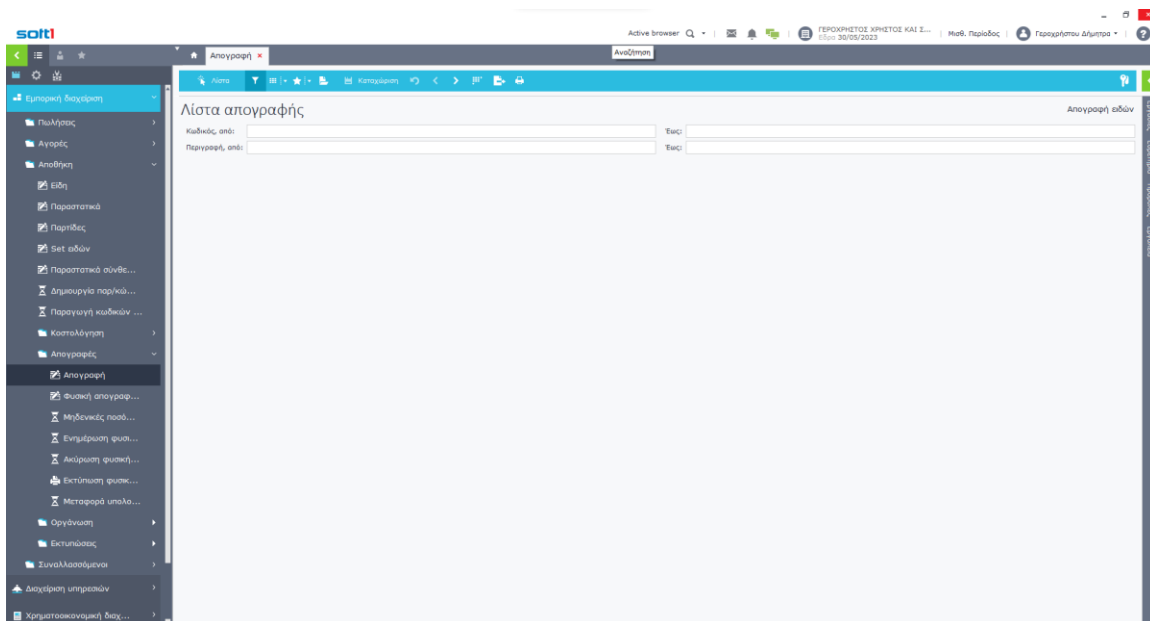 soft1
Active browser
ΓΕΡΟΧΡΗΣΤΟΣ ΧΡΗΣΤΟΣ ΚΑΙ Σ...
Έδρα 30/05/2023
Μισθ. Περίοδος
Γεροχρήστου Δήμητρα
Απογραφή
Αναζήτηση
Λίστα
Καταχώριση
Εμπορική διαχείριση
Πωλήσεις
Αγορές
Αποθήκη
Είδη
Παραστατικά
Παρτίδες
Set ειδών
Παραστατικά σύνθε...
Δημιουργία παρ/κώ...
Παραγωγή κωδικών ...
Κοστολόγηση
Απογραφές
Απογραφή
Φυσική απογραφ...
Μηδενικές ποσό...
Ενημέρωση φυσι...
Ακύρωση φυσική...
Εκτύπωση φυσικ...
Μεταφορά υπολο...
Οργάνωση
Εκτυπώσεις
Συναλλασσόμενοι
Διαχείριση υπηρεσιών
Χρηματοοικονομική διαχ...
Λίστα απογραφής
Απογραφή ειδών
Κωδικός, από:
Έως:
Περιγραφή, από:
Έως: